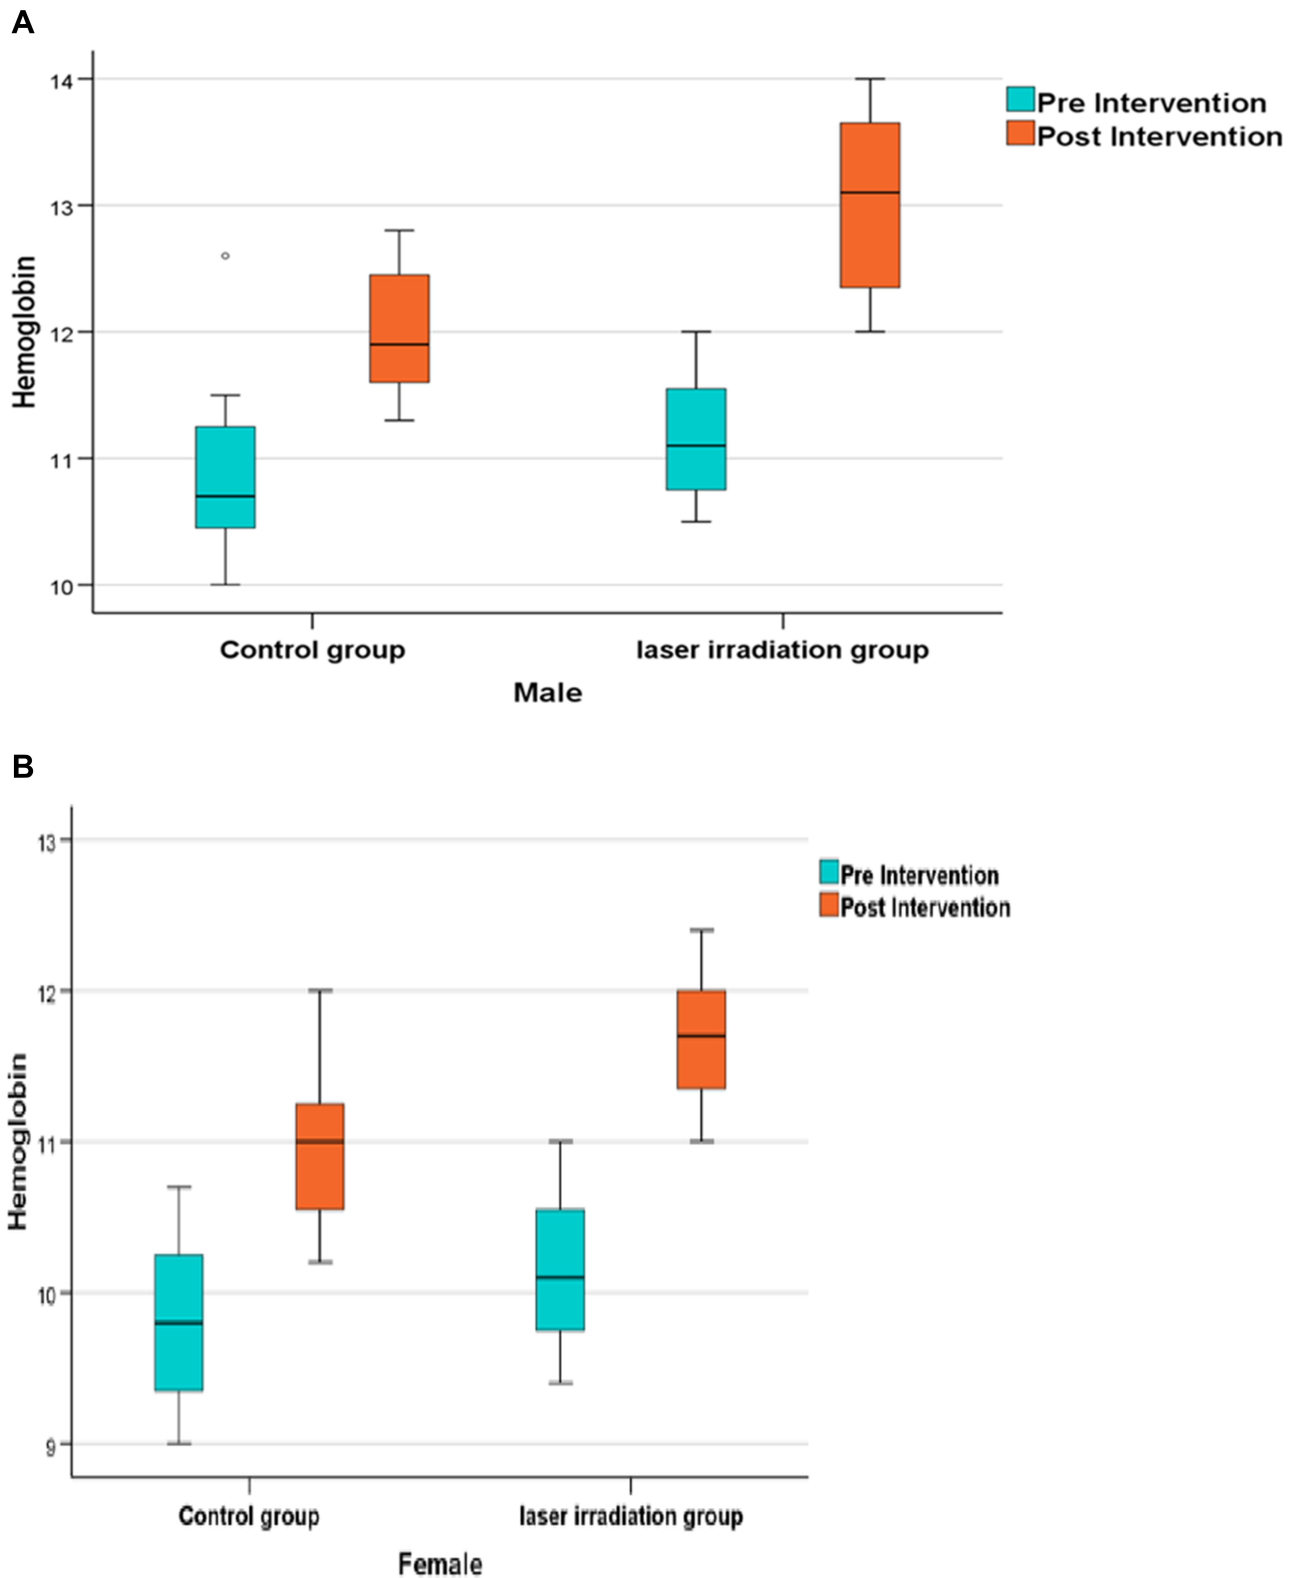 A
14
13
12
11
10
Hemoglobin
Pre Intervention
Post Intervention
Control group
laser irradiation group
Male
B
13
12
11
10
9
Hemoglobin
Pre Intervention
Post Intervention
Control group
laser irradiation group
Female